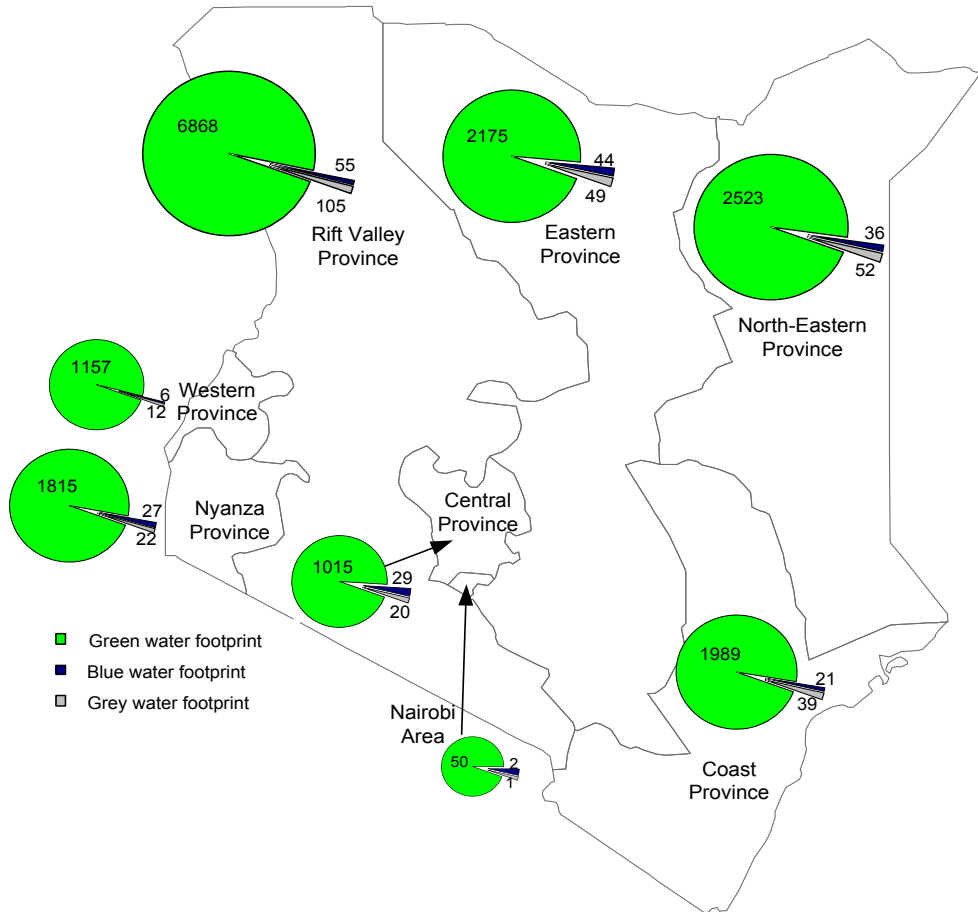 6868
55
105
Rift Valley
Province
2175
44
49
Eastern
Province
2523
36
52
North-Eastern
Province
1157
6
12
Western
Province
1815
27
22
Nyanza
Province
Central
Province
1015
29
20
Green water footprint
Blue water footprint
Grey water footprint
Nairobi
Area
50
2
1
1989
21
39
Coast
Province